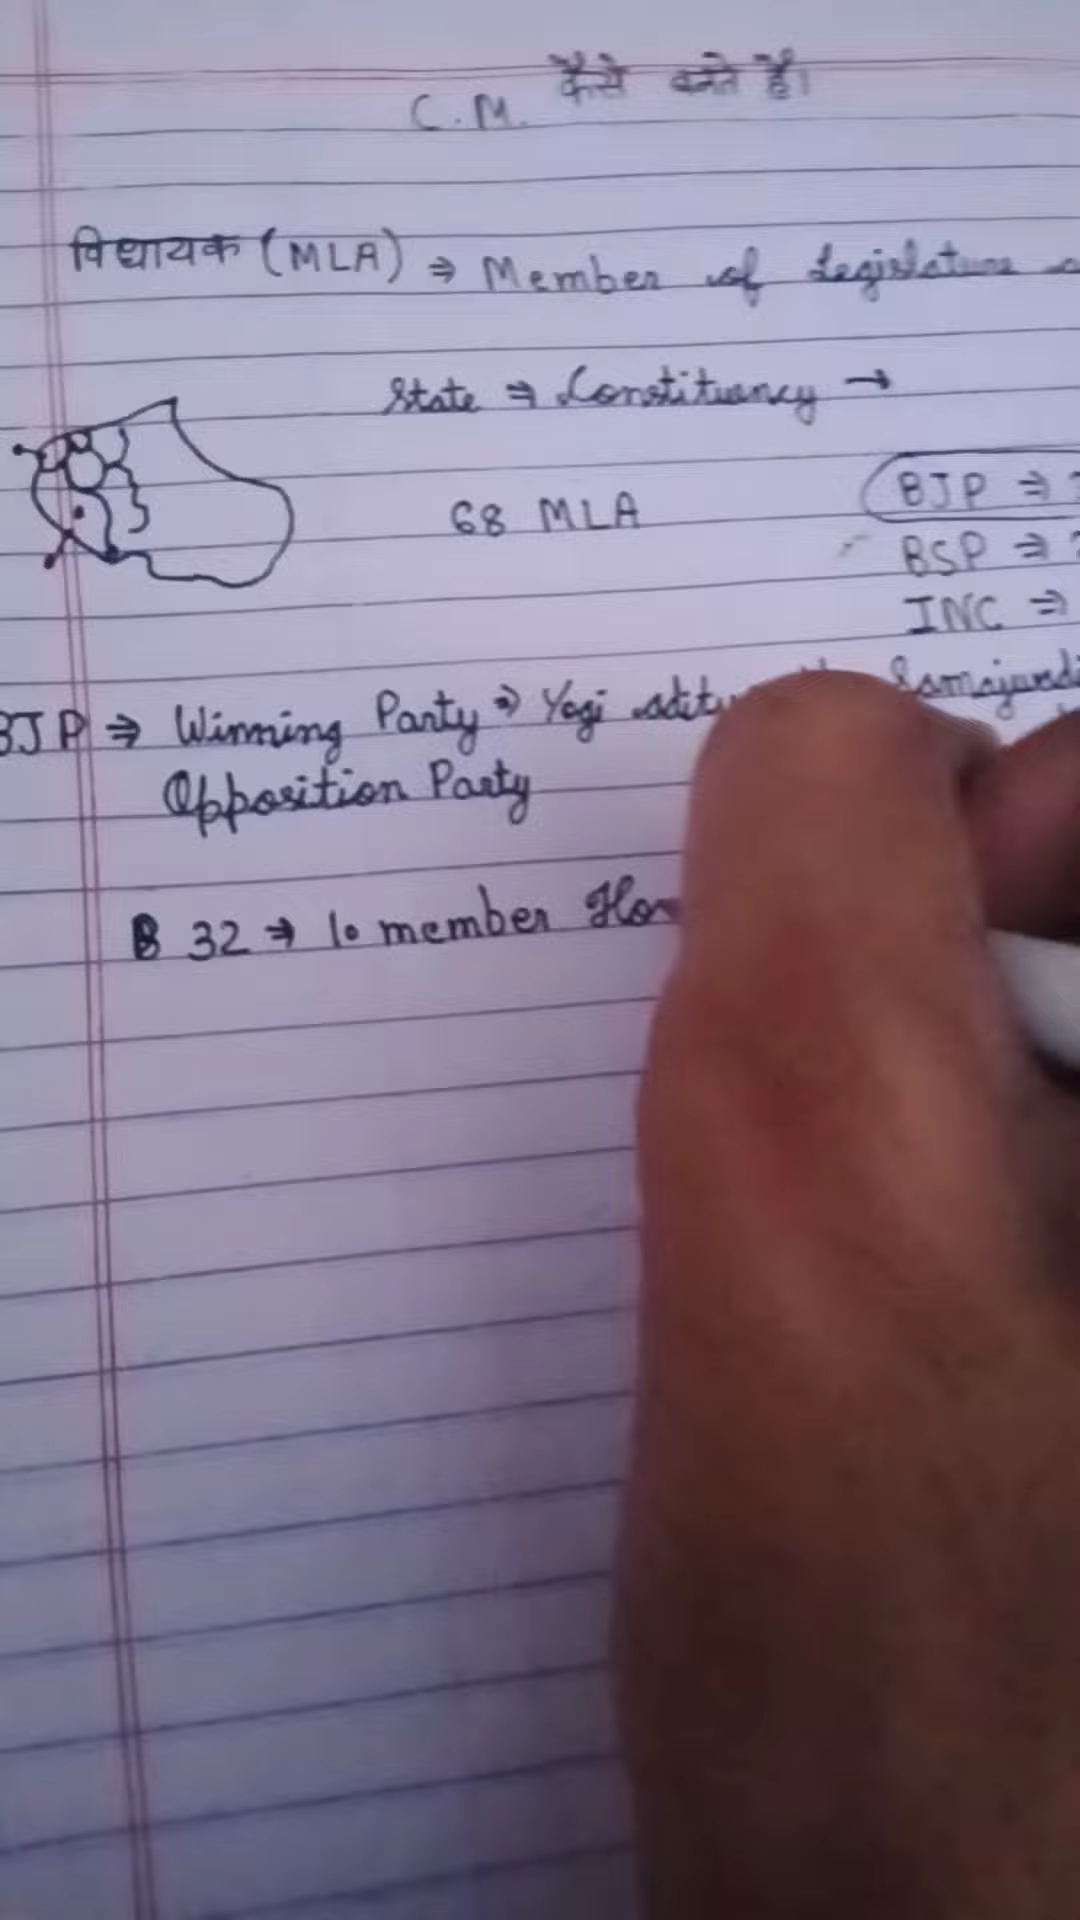 C.M. कैसे बनते है।
विधायक (MLA) ⇒ Member of Legislature
State ⇒ Constituency →
68 MLA
BJP ⇒
BSP ⇒
INC ⇒
BJP ⇒ Winning Party ⇒ Yogi Samajwadi
Opposition Party
B 32 ⇒ 10 member